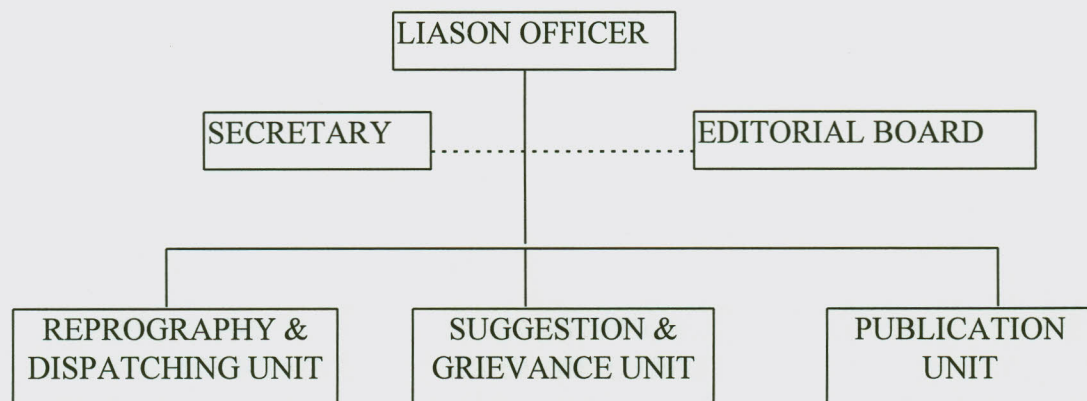 LIASON OFFICER
SECRETARY
EDITORIAL BOARD
REPROGRAPHY &
DISPATCHING UNIT
SUGGESTION &
GRIEVANCE UNIT
PUBLICATION
UNIT